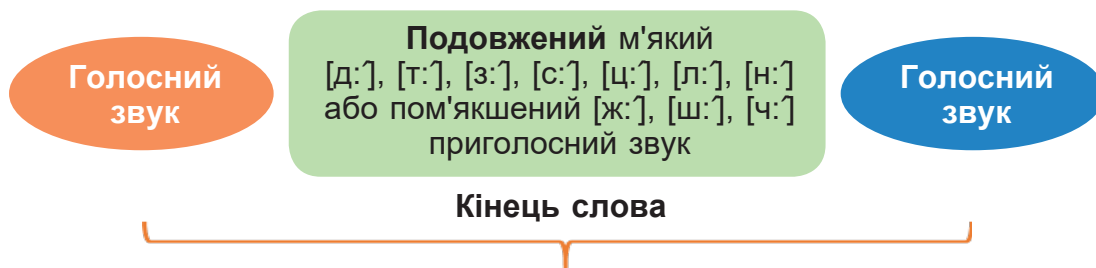 Голосний
звук
Подовжений м'який
[д:´], [т:´], [з:´], [с:´], [ц:´], [л:´], [н:´]
або пом'якшений [ж:´], [ш:´], [ч:´]
приголосний звук
Голосний
звук
Кінець слова